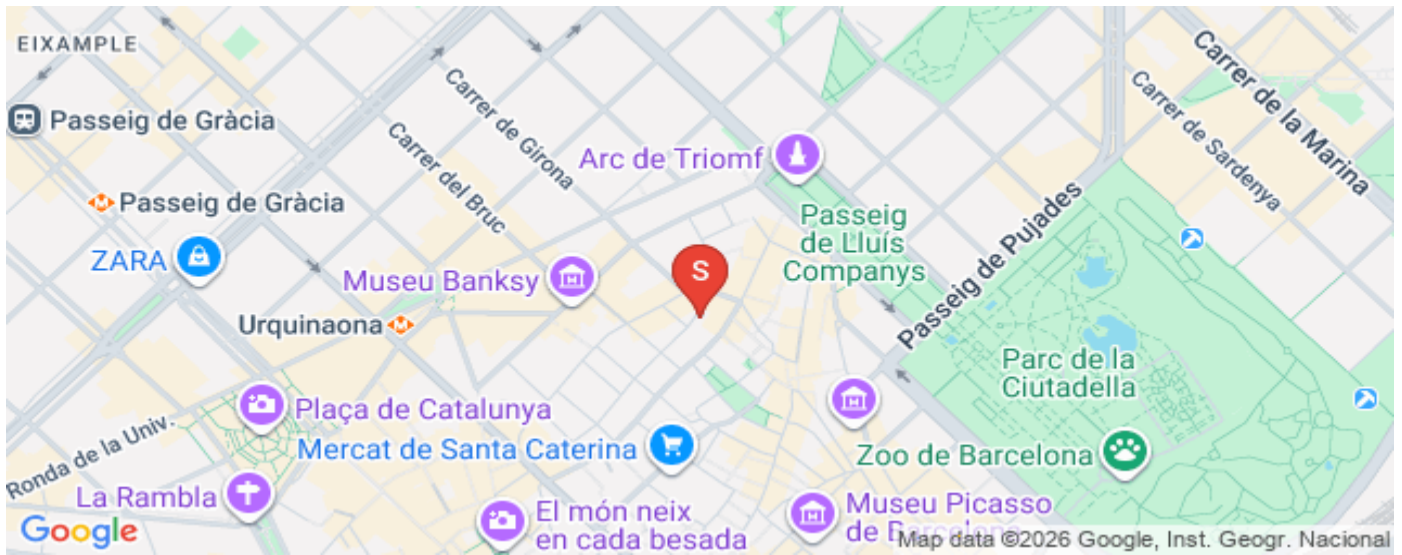 EIXAMPLE
Passeig de Gràcia
Passeig de Gràcia
ZARA
Carrer de Girona
Carrer del Bruc
Arc de Triomf
Carrer de la Marina
Carrer de Sardenya
Passeig
de Lluís
Companys
Passeig de Pujades
Museu Banksy
S
Urquinaona
Parc de la
Ciutadella
Plaça de Catalunya
Mercat de Santa Caterina
Zoo de Barcelona
Ronda de la Univ.
La Rambla
El món neix
en cada besada
Museu Picasso
de Barcelona
Google
Map data ©2026 Google, Inst. Geogr. Nacional